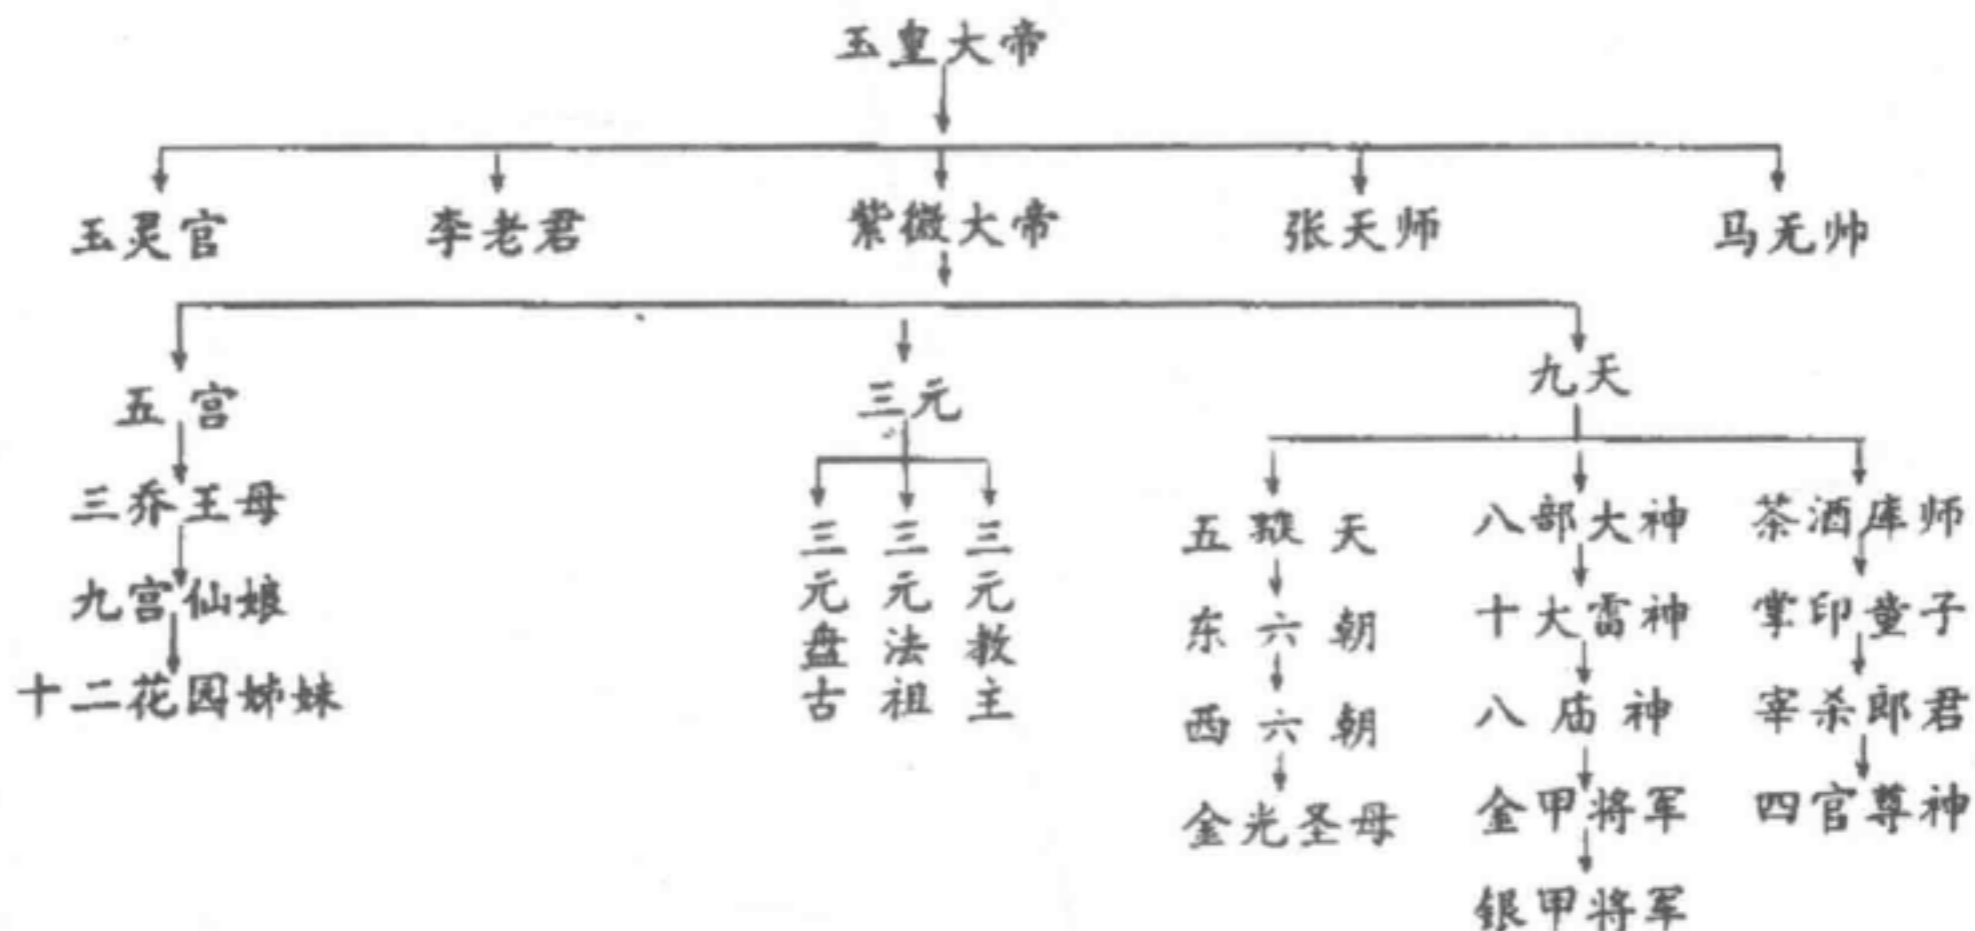 玉皇大帝
玉灵官 李老君 紫微大帝 张天师 马无帅
五宫 三元 九天
三乔王母
九宫仙娘
十二花园姊妹
三元盘古
三元法祖
三元教主
五 天
东六朝
西六朝
金光圣母
八部大神
十大雷神
八庙神
金甲将军
银甲将军
茶酒库师
掌印童子
宰杀郎君
四官尊神